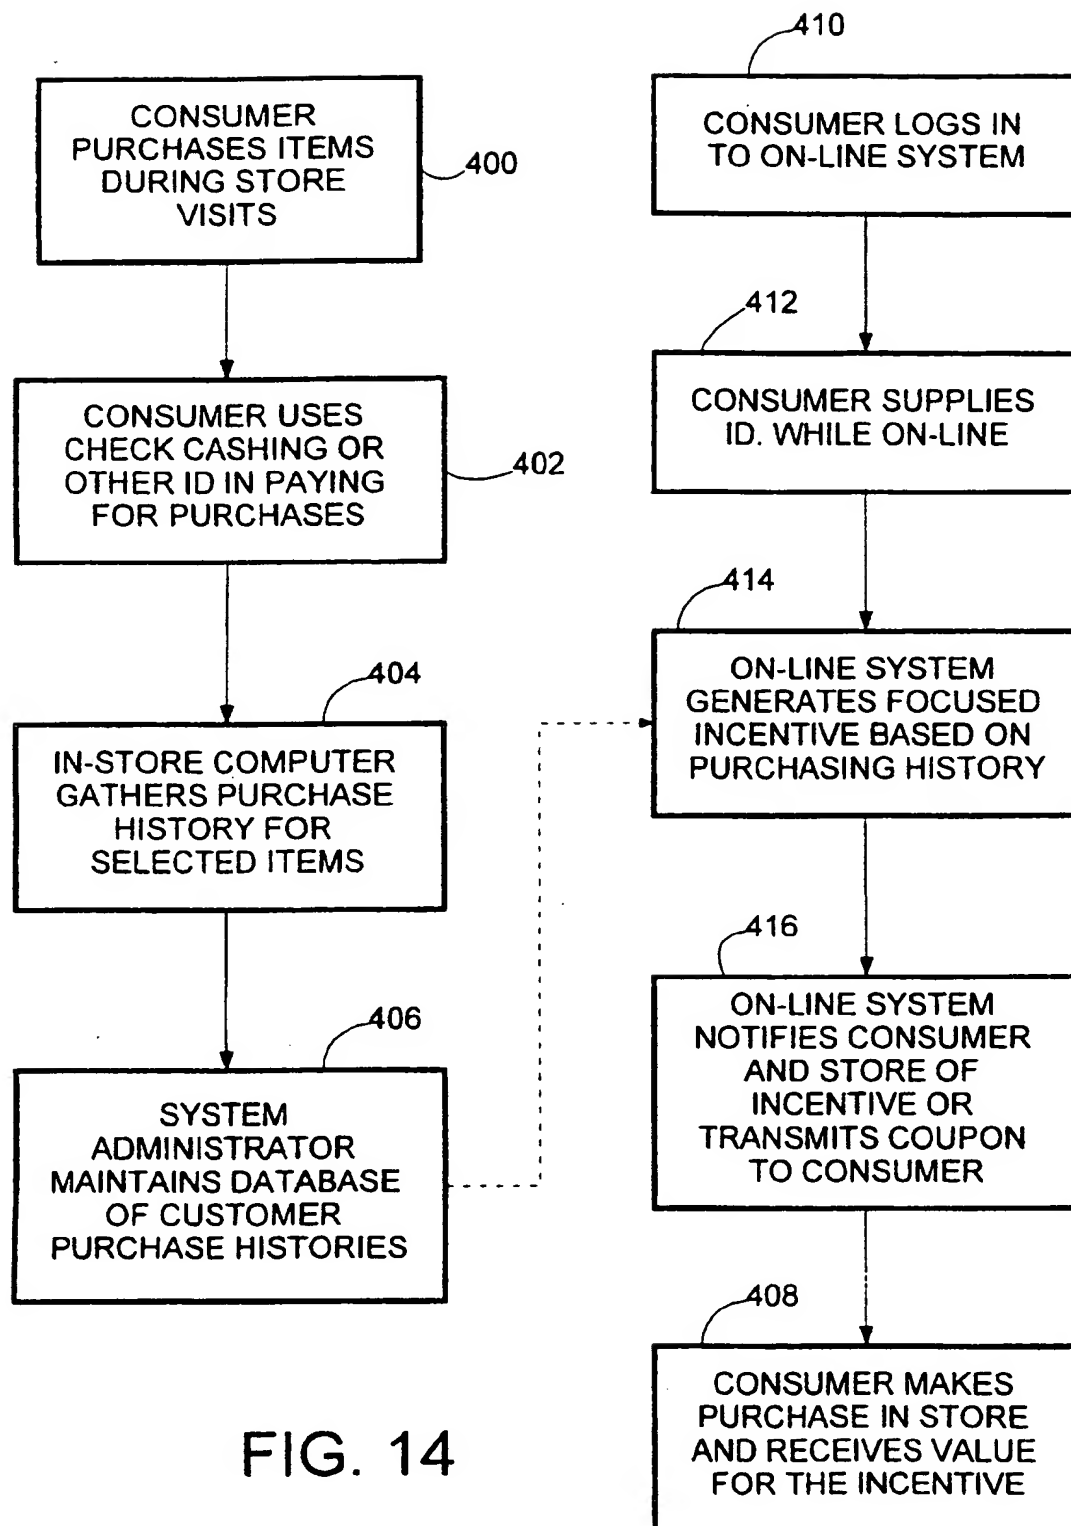 CONSUMER
PURCHASES ITEMS
DURING STORE
VISITS
400
CONSUMER USES
CHECK CASHING OR
OTHER ID IN PAYING
FOR PURCHASES
402
404
IN-STORE COMPUTER
GATHERS PURCHASE
HISTORY FOR
SELECTED ITEMS
406
SYSTEM
ADMINISTRATOR
MAINTAINS DATABASE
OF CUSTOMER
PURCHASE HISTORIES
410
CONSUMER LOGS IN
TO ON-LINE SYSTEM
412
CONSUMER SUPPLIES
ID. WHILE ON-LINE
414
ON-LINE SYSTEM
GENERATES FOCUSED
INCENTIVE BASED ON
PURCHASING HISTORY
416
ON-LINE SYSTEM
NOTIFIES CONSUMER
AND STORE OF
INCENTIVE OR
TRANSMITS COUPON
TO CONSUMER
408
CONSUMER MAKES
PURCHASE IN STORE
AND RECEIVES VALUE
FOR THE INCENTIVE
FIG. 14